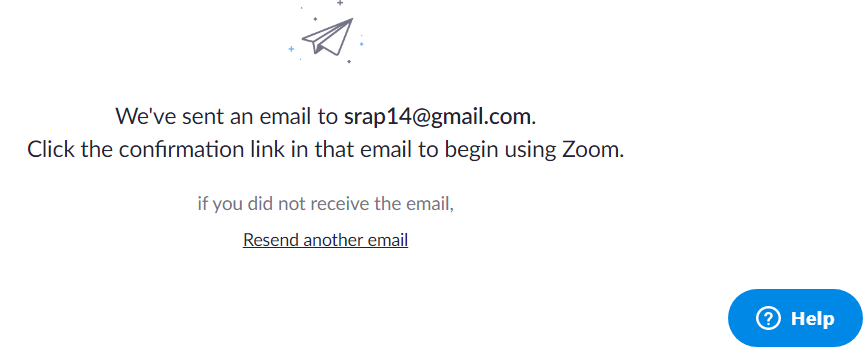 We've sent an email to srap14@gmail.com.
Click the confirmation link in that email to begin using Zoom.
if you did not receive the email,
Resend another email
Help